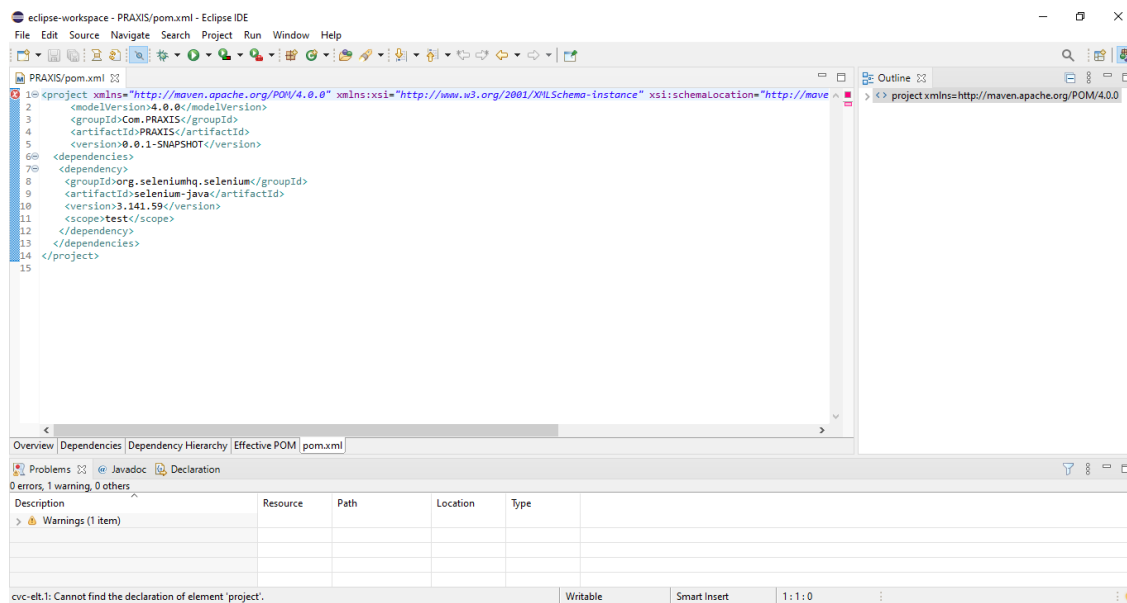 eclipse-workspace - PRAXIS/pom.xml - Eclipse IDE
File Edit Source Navigate Search Project Run Window Help
PRAXIS/pom.xml
Outline
1 <project xmlns="http://maven.apache.org/POM/4.0.0" xmlns:xsi="http://www.w3.org/2001/XMLSchema-instance" xsi:schemaLocation="http://mave
project xmlns=http://maven.apache.org/POM/4.0.0
2 <modelVersion>4.0.0</modelVersion>
3 <groupId>Com.PRAXIS</groupId>
4 <artifactId>PRAXIS</artifactId>
5 <version>0.0.1-SNAPSHOT</version>
6 <dependencies>
7 <dependency>
8 <groupId>org.seleniumhq.selenium</groupId>
9 <artifactId>selenium-java</artifactId>
10 <version>3.141.59</version>
11 <scope>test</scope>
12 </dependency>
13 </dependencies>
14 </project>
15
Overview Dependencies Dependency Hierarchy Effective POM pom.xml
Problems @ Javadoc Declaration
0 errors, 1 warning, 0 others
Description Resource Path Location Type
Warnings (1 item)
cvc-elt.1: Cannot find the declaration of element 'project'. Writable Smart Insert 1 : 1 : 0